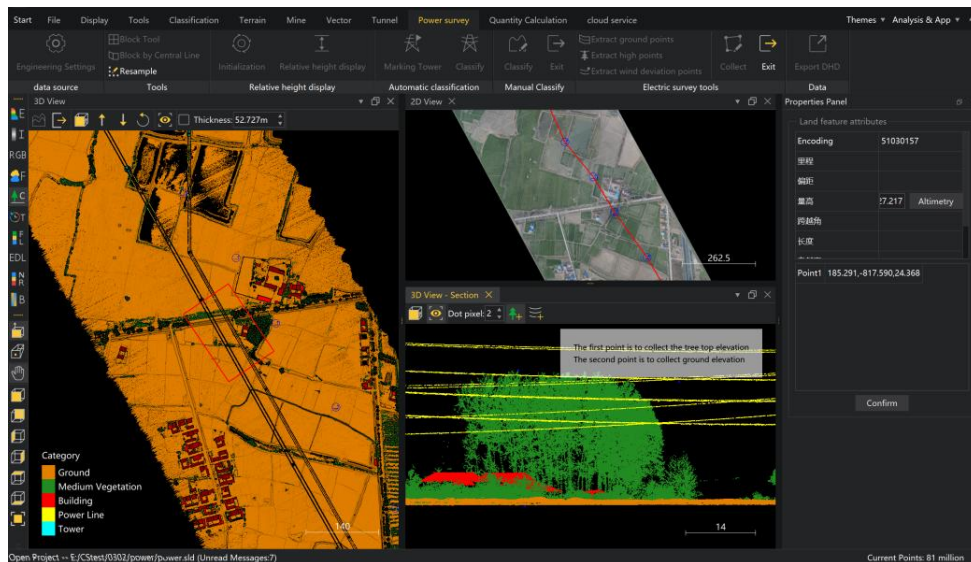 Start File Display Tools Classification Terrain Mine Vector Tunnel Power survey Quantity Calculation cloud service Themes Analysis & App
Block Tool
Block by Central Line
Resample
Engineering Settings
Initialization Relative height display
Marking Tower Classify
Classify Exit
Extract ground points
Extract high points
Extract wind deviation points
Collect Exit
Export DHD
data source Tools Relative height display Automatic classification Manual Classify Electric survey tools Data
3D View
Thickness: 52.727m
E
I
RGB
F
C
T
F L
EDL
N R
B
Category
Ground
Medium Vegetation
Building
Power Line
Tower
140
2D View
262.5
3D View - Section
Dot pixel: 2
The first point is to collect the tree top elevation
The second point is to collect ground elevation
14
Properties Panel
Land feature attributes
Encoding 51030157
里程
偏距
量高 27.217 Altimetry
跨越角
长度
Point1 185.291,-817.590,24.368
Confirm
Open Project -- E:/CStest/0302/power/power.sld (Unread Messages:7)
Current Points: 81 million